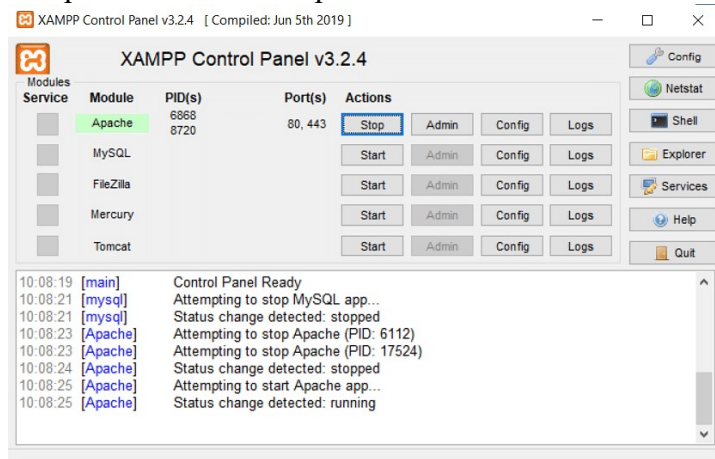 XAMPP Control Panel v3.2.4 [ Compiled: Jun 5th 2019 ]
XAMPP Control Panel v3.2.4
Config
Modules
Service Module PID(s) Port(s) Actions
Netstat
Apache 6868 8720 80, 443 Stop Admin Config Logs
Shell
MySQL Start Admin Config Logs
Explorer
FileZilla Start Admin Config Logs
Services
Mercury Start Admin Config Logs
Help
Tomcat Start Admin Config Logs
Quit
10:08:19 [main] Control Panel Ready
10:08:21 [mysql] Attempting to stop MySQL app...
10:08:21 [mysql] Status change detected: stopped
10:08:23 [Apache] Attempting to stop Apache (PID: 6112)
10:08:23 [Apache] Attempting to stop Apache (PID: 17524)
10:08:24 [Apache] Status change detected: stopped
10:08:25 [Apache] Attempting to start Apache app...
10:08:25 [Apache] Status change detected: running